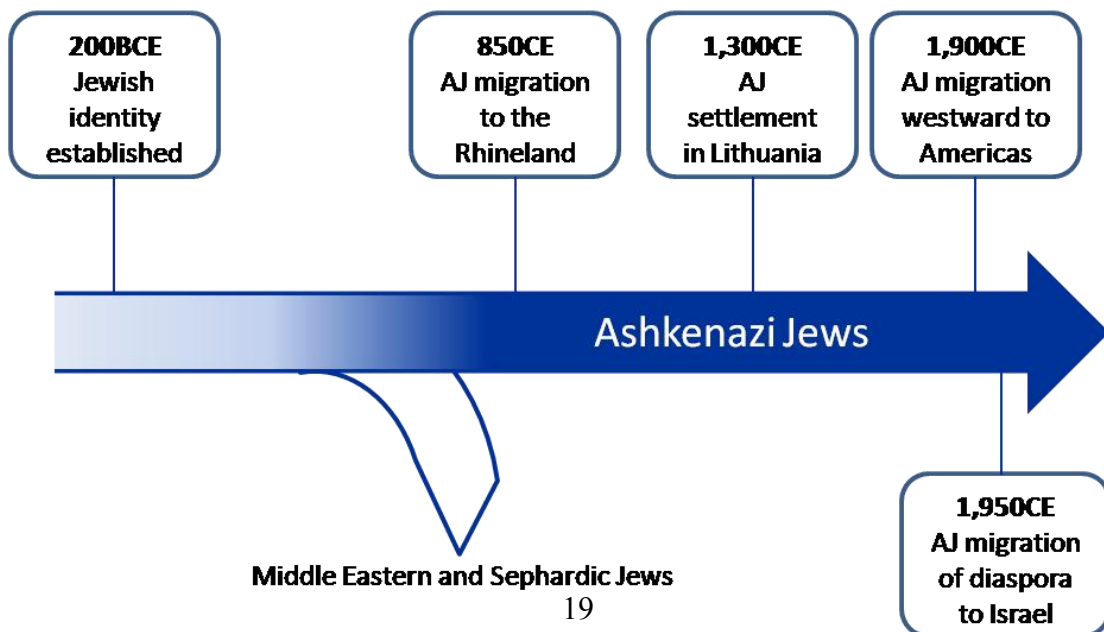 200BCE
Jewish
identity
established
850CE
AJ migration
to the
Rhineland
1,300CE
AJ
settlement
in Lithuania
1,900CE
AJ migration
westward to
Americas
Ashkenazi Jews
Middle Eastern and Sephardic Jews
1,950CE
AJ migration
of diaspora
to Israel
19